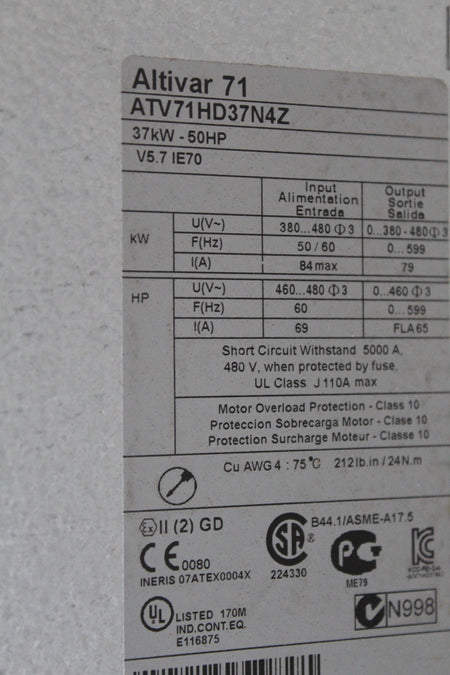 Altivar 71
ATV71HD37N4Z
37kW - 50HP
V5.7 IE70
Input Output
Alimentation Sortie
Entrada Salida
kW U(V~) 380...480 Φ 3 0...380 - 480 Φ 3
F(Hz) 50 / 60 0...599
I(A) 84 max 79
HP U(V~) 460...480 Φ 3 0...460 Φ 3
F(Hz) 60 0...599
I(A) 69 FLA 65
Short Circuit Withstand 5000 A,
480 V, when protected by fuse,
UL Class J 110A max
Motor Overload Protection - Class 10
Proteccion Sobrecarga Motor - Clase 10
Protection Surcharge Moteur - Classe 10
Cu AWG 4 : 75°C 212 lb.in / 24N.m
Ex II (2) GD
CE 0080
INERIS 07ATEX0004X
SA ®
224330
B44.1/ASME-A17.5
ME79
UL LISTED 170M
IND.CONT.EQ.
E116875
N998